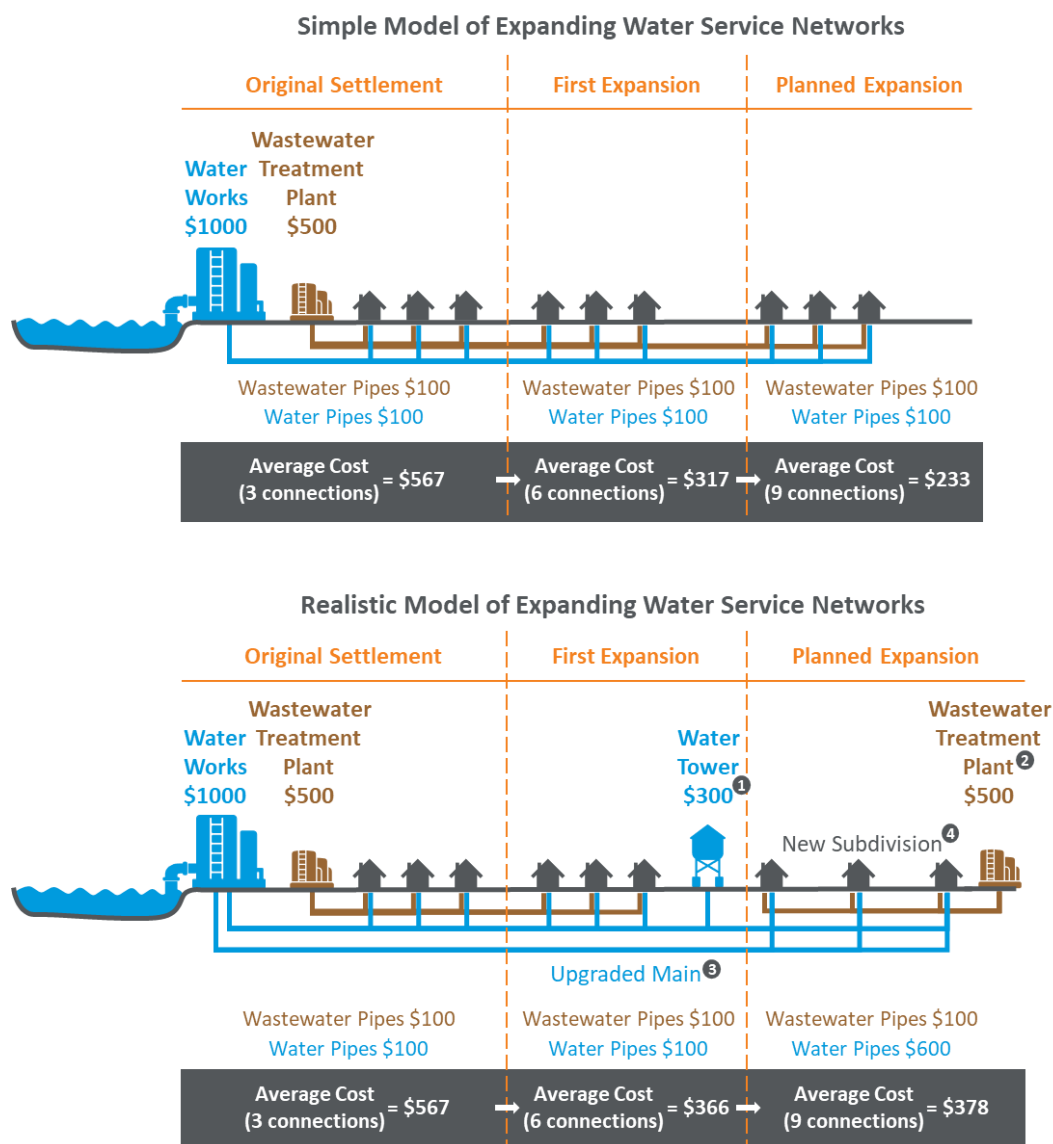 Simple Model of Expanding Water Service Networks
Original Settlement
First Expansion
Planned Expansion
Water
Works
$1000
Wastewater
Treatment
Plant
$500
Wastewater Pipes $100
Water Pipes $100
Wastewater Pipes $100
Water Pipes $100
Wastewater Pipes $100
Water Pipes $100
Average Cost
(3 connections) = $567
Average Cost
(6 connections) = $317
Average Cost
(9 connections) = $233
Realistic Model of Expanding Water Service Networks
Original Settlement
First Expansion
Planned Expansion
Water
Works
$1000
Wastewater
Treatment
Plant
$500
Water
Tower
$300 1
Wastewater
Treatment
Plant 2
$500
New Subdivision 4
Upgraded Main 3
Wastewater Pipes $100
Water Pipes $100
Wastewater Pipes $100
Water Pipes $100
Wastewater Pipes $100
Water Pipes $600
Average Cost
(3 connections) = $567
Average Cost
(6 connections) = $366
Average Cost
(9 connections) = $378